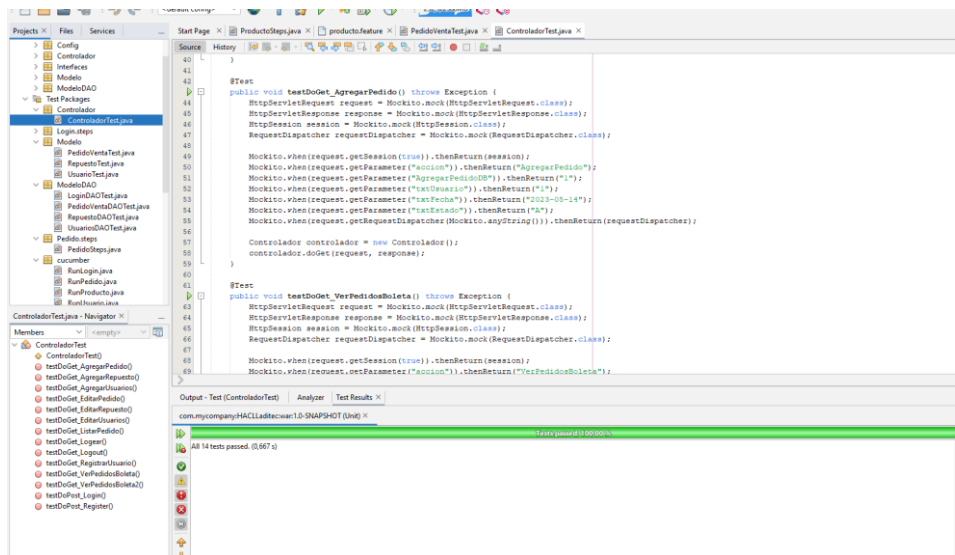 Projects × Files Services
Config
Controlador
Interfaces
Modelo
ModeloDAO
Test Packages
Controlador
ControladorTest.java
Login.steps
Modelo
PedidoVentaTest.java
RepuestoTest.java
UsuarioTest.java
ModeloDAO
LoginDAOTest.java
PedidoVentaDAOTest.java
RepuestoDAOTest.java
UsuariosDAOTest.java
Pedido.steps
PedidoSteps.java
cucumber
RunLogin.java
RunPedido.java
RunProducto.java
RunUsuario.java
ControladorTest.java - Navigator ×
Members <empty>
ControladorTest
ControladorTest()
testDoGet_AgregarPedido()
testDoGet_AgregarRepuesto()
testDoGet_AgregarUsuarios()
testDoGet_EditarPedido()
testDoGet_EditarRepuesto()
testDoGet_EditarUsuarios()
testDoGet_ListarPedido()
testDoGet_Logear()
testDoGet_Logout()
testDoGet_RegistrarUsuario()
testDoGet_VerPedidosBoleta()
testDoGet_VerPedidosBoleta2()
testDoPost_Login()
testDoPost_Register()
Start Page × ProductoSteps.java × producto.feature × PedidoVentaTest.java × ControladorTest.java ×
Source History
40 }
41
42 @Test
public void testDoGet_AgregarPedido() throws Exception {
44 HttpServletRequest request = Mockito.mock(HttpServletRequest.class);
45 HttpServletResponse response = Mockito.mock(HttpServletResponse.class);
46 HttpSession session = Mockito.mock(HttpSession.class);
47 RequestDispatcher requestDispatcher = Mockito.mock(RequestDispatcher.class);
48
49 Mockito.when(request.getSession(true)).thenReturn(session);
50 Mockito.when(request.getParameter("accion")).thenReturn("AgregarPedido");
51 Mockito.when(request.getParameter("AgregarPedidoDB")).thenReturn("1");
52 Mockito.when(request.getParameter("txtUsuario")).thenReturn("1");
53 Mockito.when(request.getParameter("txtFecha")).thenReturn("2023-05-14");
54 Mockito.when(request.getParameter("txtEstado")).thenReturn("A");
55 Mockito.when(request.getRequestDispatcher(Mockito.anyString())).thenReturn(requestDispatcher);
56
57 Controlador controlador = new Controlador();
58 controlador.doGet(request, response);
59 }
60
61 @Test
public void testDoGet_VerPedidosBoleta() throws Exception {
63 HttpServletRequest request = Mockito.mock(HttpServletRequest.class);
64 HttpServletResponse response = Mockito.mock(HttpServletResponse.class);
65 HttpSession session = Mockito.mock(HttpSession.class);
66 RequestDispatcher requestDispatcher = Mockito.mock(RequestDispatcher.class);
67
68 Mockito.when(request.getSession(true)).thenReturn(session);
69 Mockito.when(request.getParameter("accion")).thenReturn("VerPedidosBoleta");
Output - Test (ControladorTest) Analyzer Test Results ×
com.mycompany:HACLLaditec:war:1.0-SNAPSHOT (Unit) ×
Tests passed: 100,00 %
All 14 tests passed. (0,667 s)